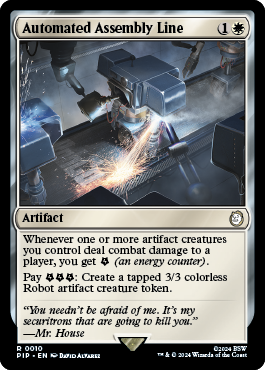 Automated Assembly Line 1
Artifact
Whenever one or more artifact creatures
you control deal combat damage to a
player, you get (an energy counter).
Pay : Create a tapped 3/3 colorless
Robot artifact creature token.
“You needn’t be afraid of me. It’s my
securitrons that are going to kill you.”
—Mr. House
R 0010
PIP • EN David Alvarez
©2024 BSW
™ & © 2024 Wizards of the Coast